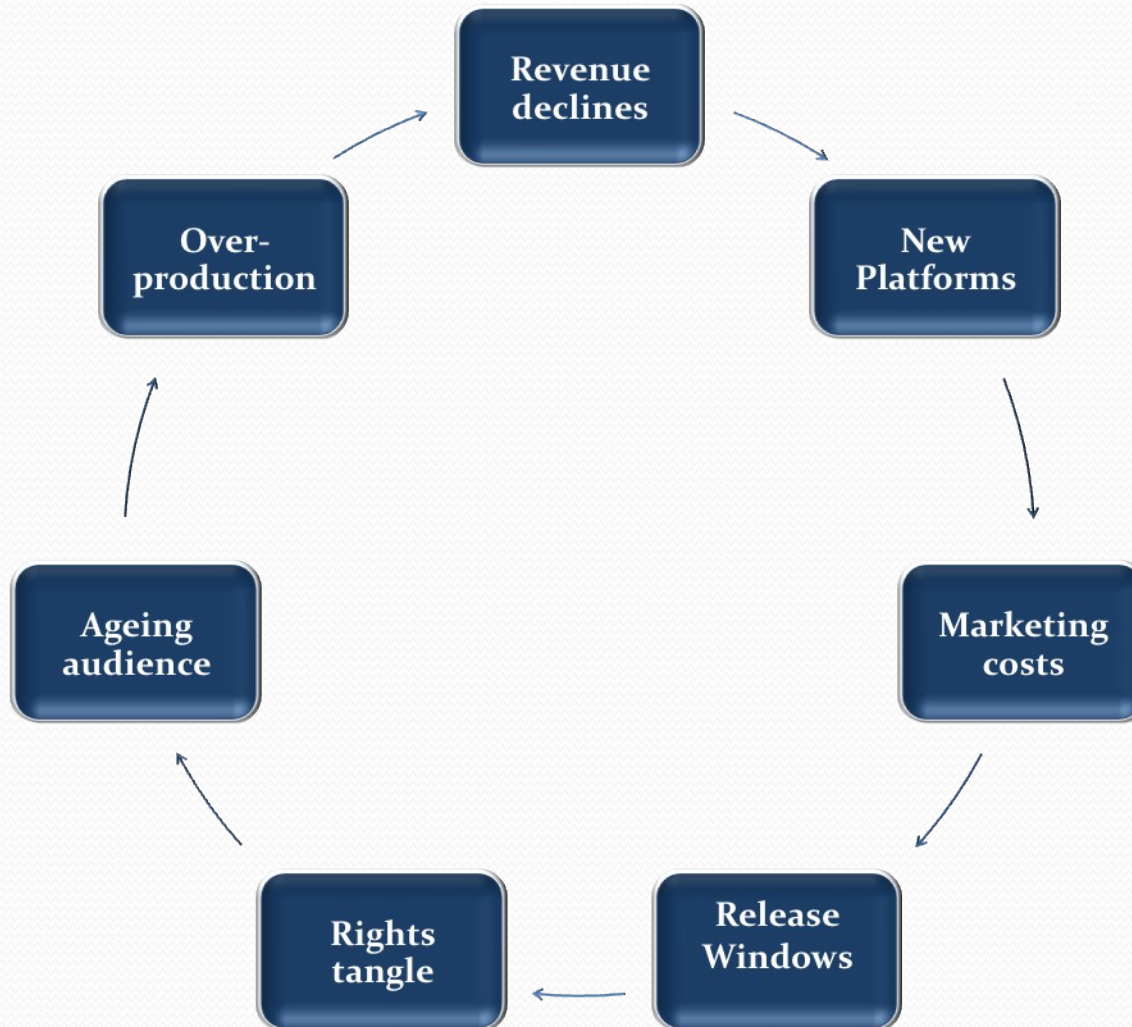 Revenue
declines
New
Platforms
Marketing
costs
Release
Windows
Rights
tangle
Ageing
audience
Over-
production